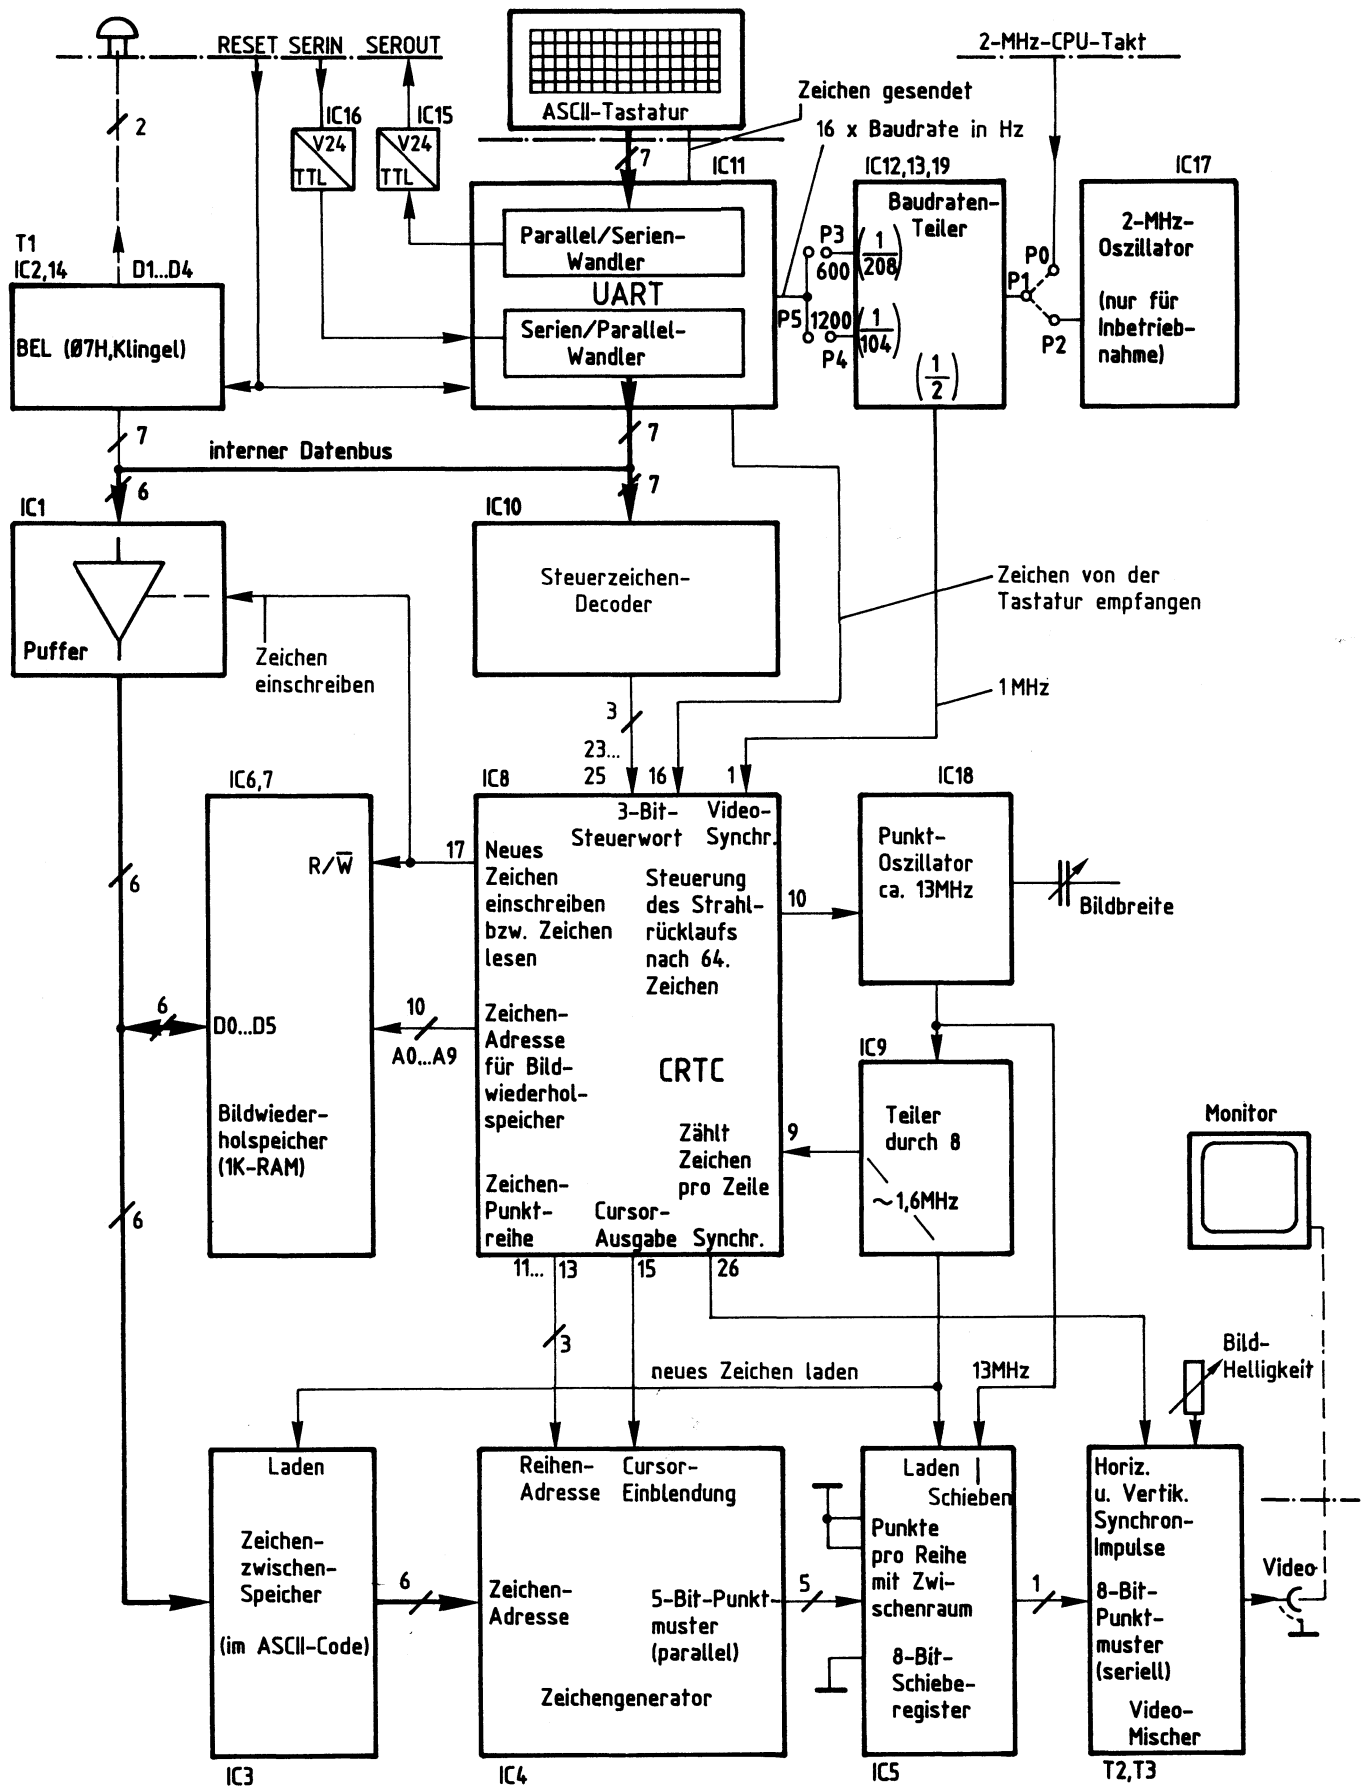 RESET SERIN SEROUT
2-MHz-CPU-Takt
ASCII-Tastatur
Zeichen gesendet
16 x Baudrate in Hz
2
IC16
IC15
V24
TTL
V24
TTL
7
IC11
IC12,13,19
IC17
Parallel/Serien-
Wandler
UART
Serien/Parallel-
Wandler
P3
600
P5
1200
P4
Baudraten-
Teiler
(1/208)
(1/104)
(1/2)
P0
P1
P2
2-MHz-
Oszillator
(nur für
Inbetrieb-
nahme)
T1
IC2,14
D1...D4
BEL (Ø7H,Klingel)
7
interner Datenbus
7
6
7
IC1
Puffer
Zeichen
einschreiben
IC10
Steuerzeichen-
Decoder
Zeichen von der
Tastatur empfangen
1 MHz
3
23...
25
16
1
IC6,7
R/W̅
6
6
D0...D5
Bildwieder-
holspeicher
(1K-RAM)
6
17
10
A0...A9
IC8
3-Bit-
Steuerwort
Video-
Synchr.
Neues
Zeichen
einschreiben
bzw. Zeichen
lesen
Steuerung
des Strahl-
rücklaufs
nach 64.
Zeichen
Zeichen-
Adresse
für Bild-
wiederhol-
speicher
CRTC
Zählt
Zeichen
pro Zeile
Zeichen-
Punkt-
reihe
Cursor-
Ausgabe
Synchr.
10
9
11... 13
15
26
IC18
Punkt-
Oszillator
ca. 13MHz
Bildbreite
IC9
Teiler
durch 8
~1,6MHz
Monitor
3
neues Zeichen laden
13MHz
Bild-
Helligkeit
Laden
Zeichen-
zwischen-
Speicher
(im ASCII-Code)
IC3
6
Reihen-
Adresse
Cursor-
Einblendung
Zeichen-
Adresse
5-Bit-Punkt-
muster
(parallel)
Zeichengenerator
IC4
5
Laden
Schieben
Punkte
pro Reihe
mit Zwi-
schenraum
8-Bit-
Schiebe-
register
IC5
1
Horiz.
u. Vertik.
Synchron-
Impulse
8-Bit-
Punkt-
muster
(seriell)
Video-
Mischer
T2,T3
Video